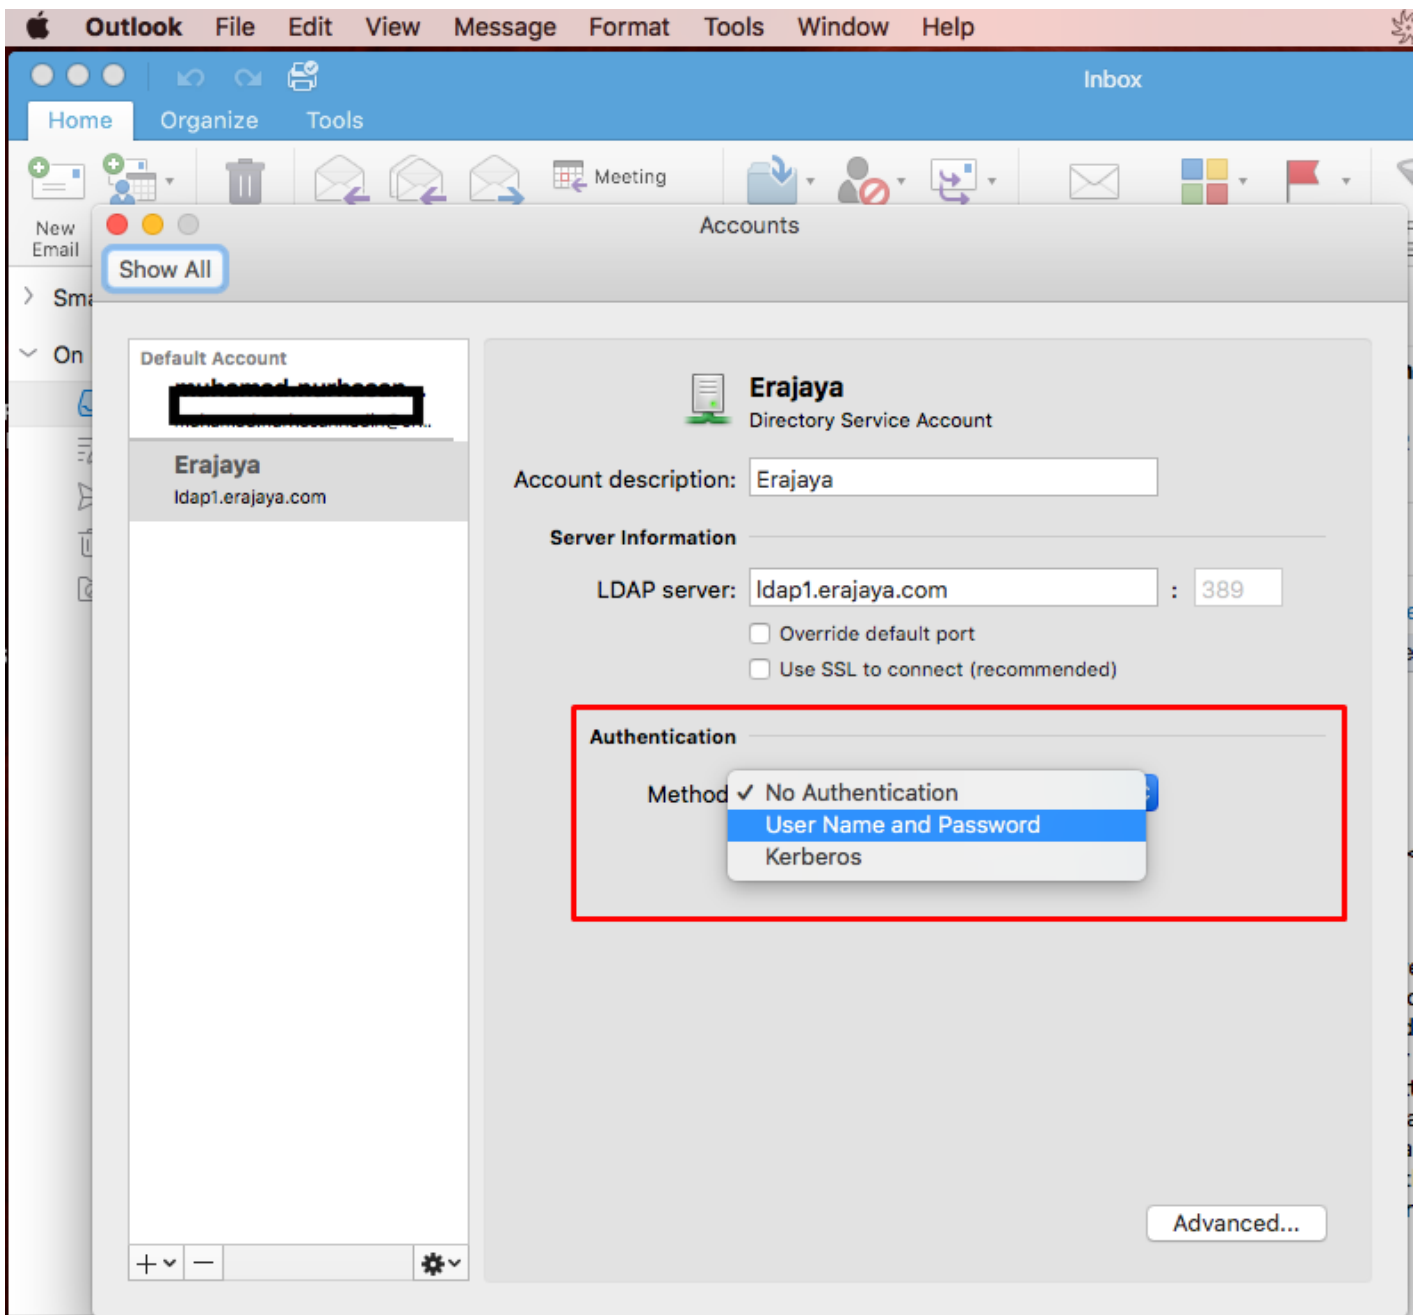 Outlook File Edit View Message Format Tools Window Help
Inbox
Home Organize Tools
Meeting
New
Email
Accounts
Show All
Sma
On
Default Account
Erajaya
ldap1.erajaya.com
Erajaya
Directory Service Account
Account description: Erajaya
Server Information
LDAP server: ldap1.erajaya.com : 389
Override default port
Use SSL to connect (recommended)
Authentication
Method ✓ No Authentication
User Name and Password
Kerberos
Advanced...